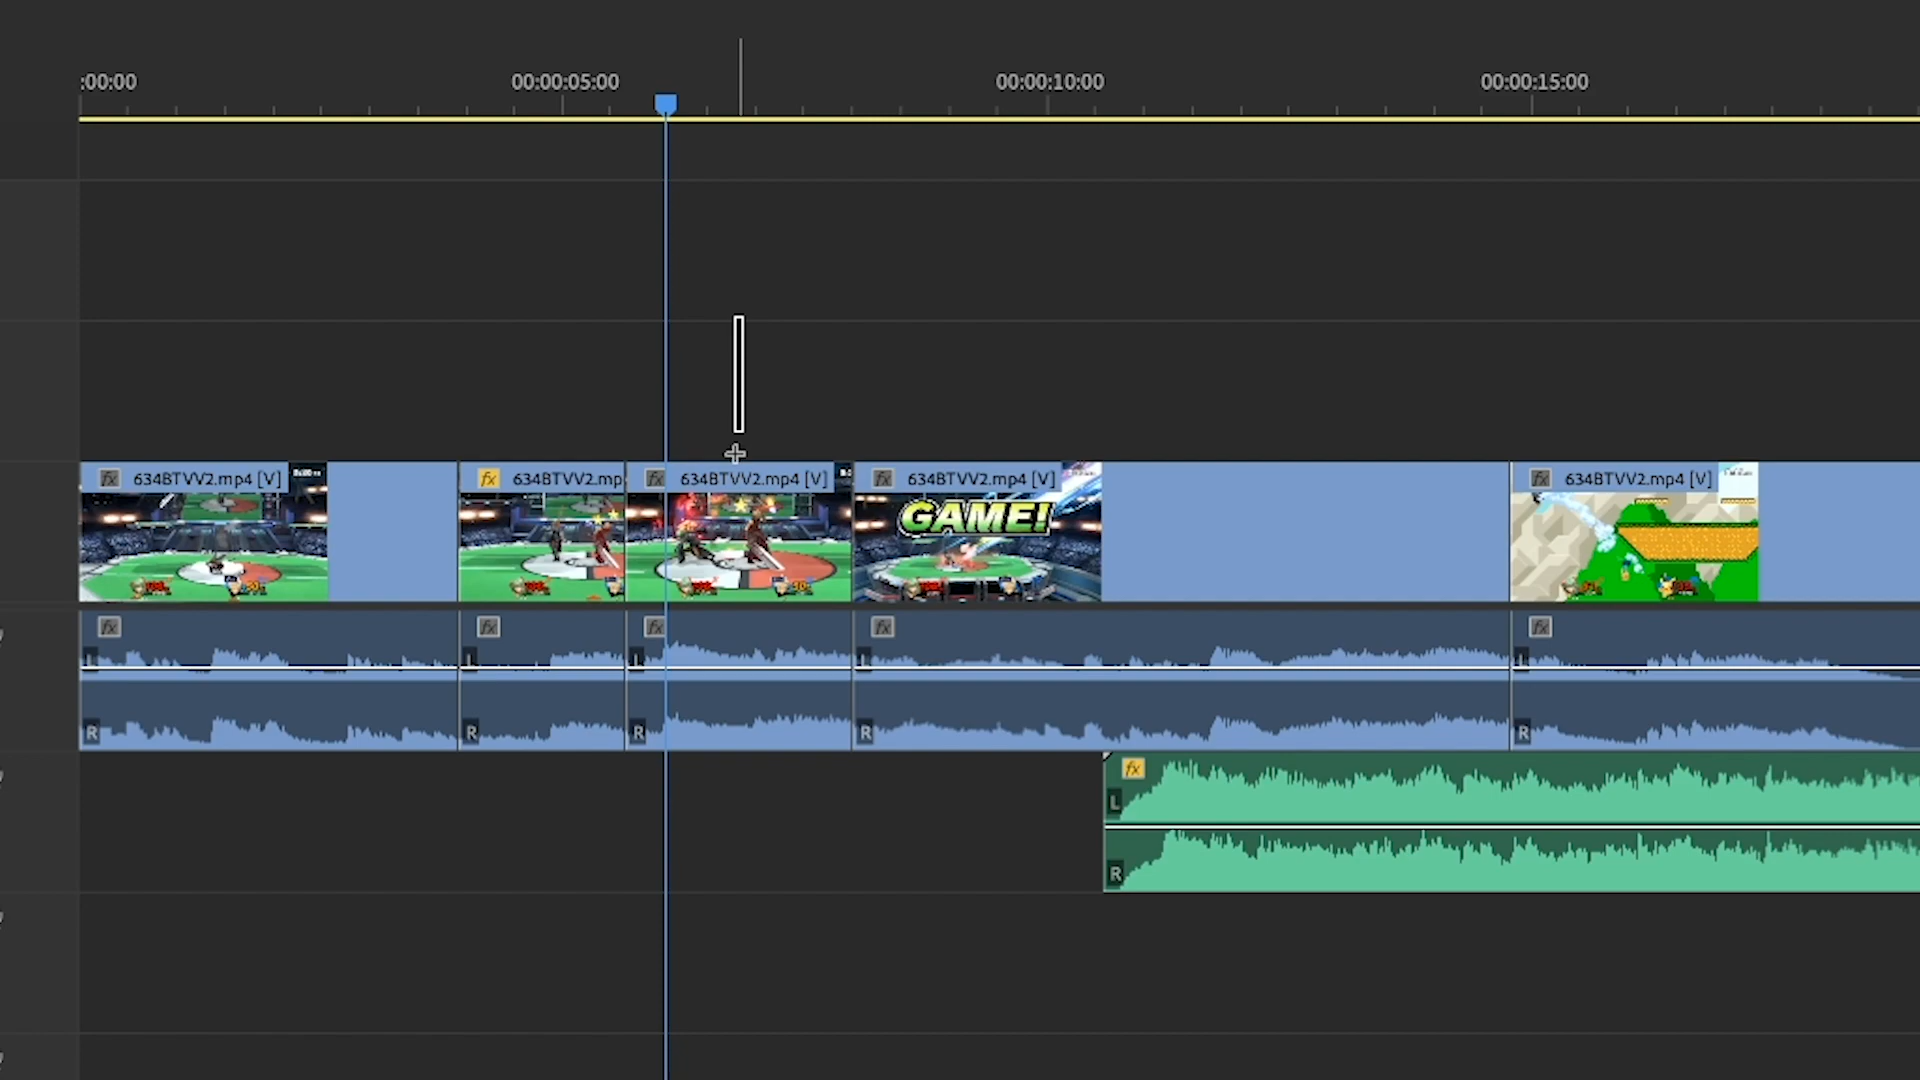 :00:00 00:00:05:00 00:00:10:00 00:00:15:00
fx 634BTVV2.mp4 [V] fx 634BTVV2.mp fx 634BTVV2.mp4 [V] fx 634BTVV2.mp4 [V] fx 634BTVV2.mp4 [V]
GAME!
fx fx fx fx fx
L L L L L
R R R R R
fx
L
R